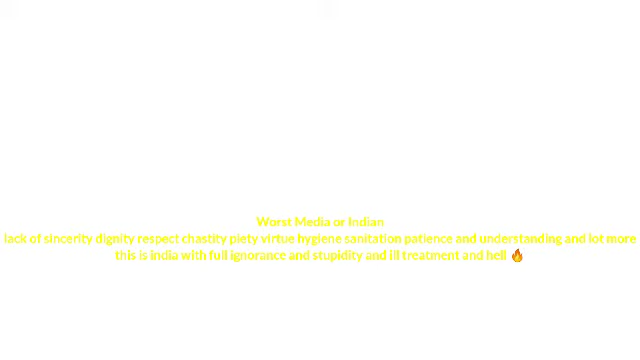 Worst Media or Indian
lack of sincerity dignity respect chastity piety virtue hygiene sanitation patience and understanding and lot more
this is india with full ignorance and stupidity and ill treatment and hell 🔥